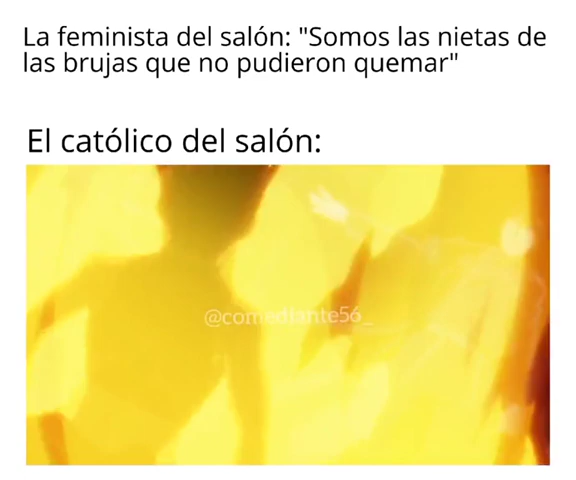 La feminista del salón: "Somos las nietas de
las brujas que no pudieron quemar"
El católico del salón:
@comediante56_